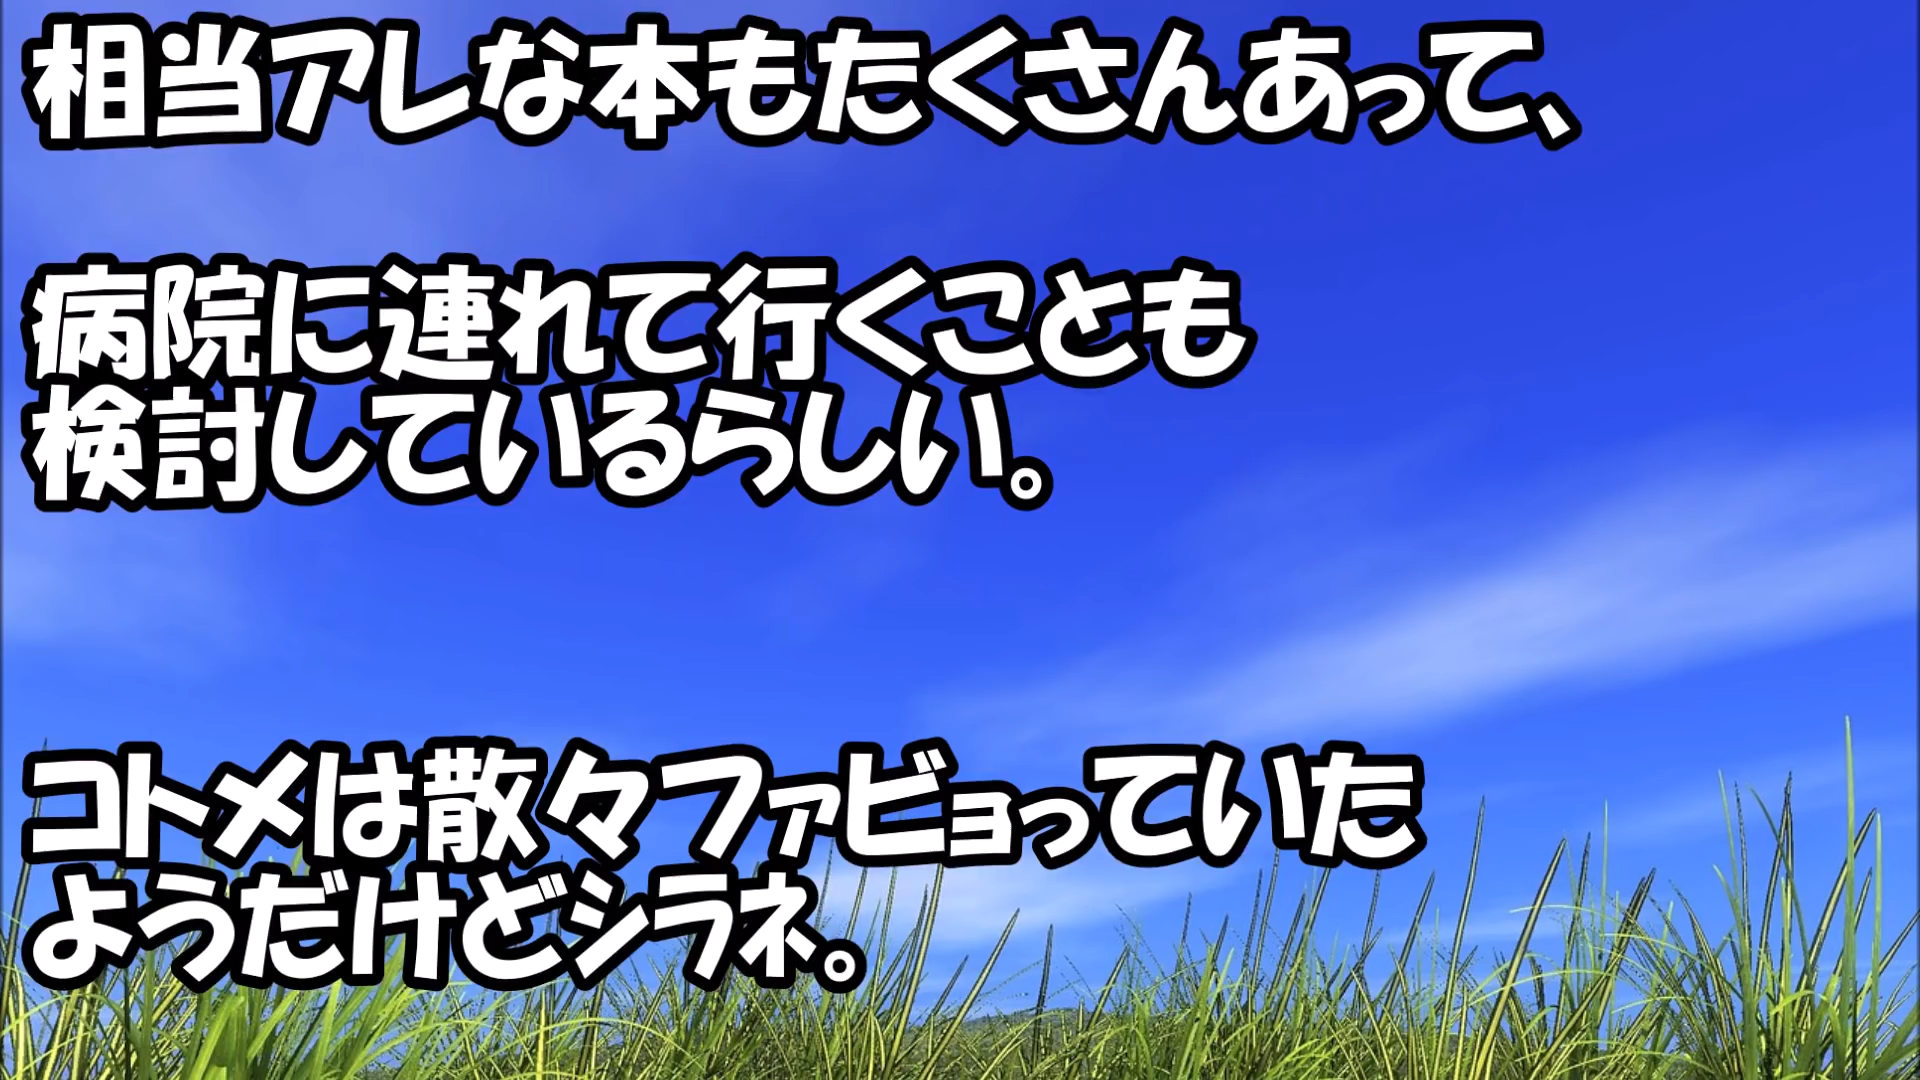 相当アレな本もたくさんあって、
病院に連れて行くことも
検討しているらしい。
コトメは散々ファビョっていた
ようだけどシラネ。